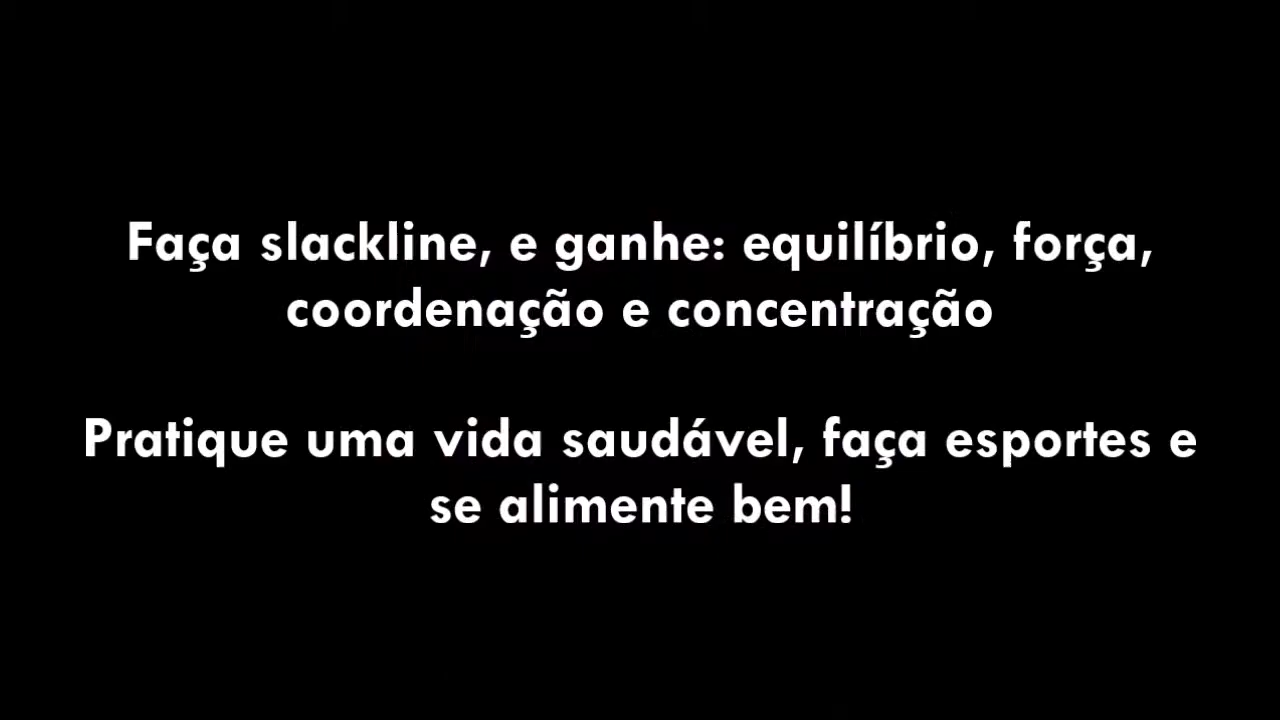 Faça slackline, e ganhe: equilíbrio, força,
coordenação e concentração
Pratique uma vida saudável, faça esportes e
se alimente bem!